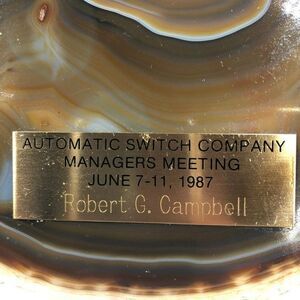 AUTOMATIC SWITCH COMPANY
MANAGERS MEETING
JUNE 7-11, 1987
Robert G. Campbell